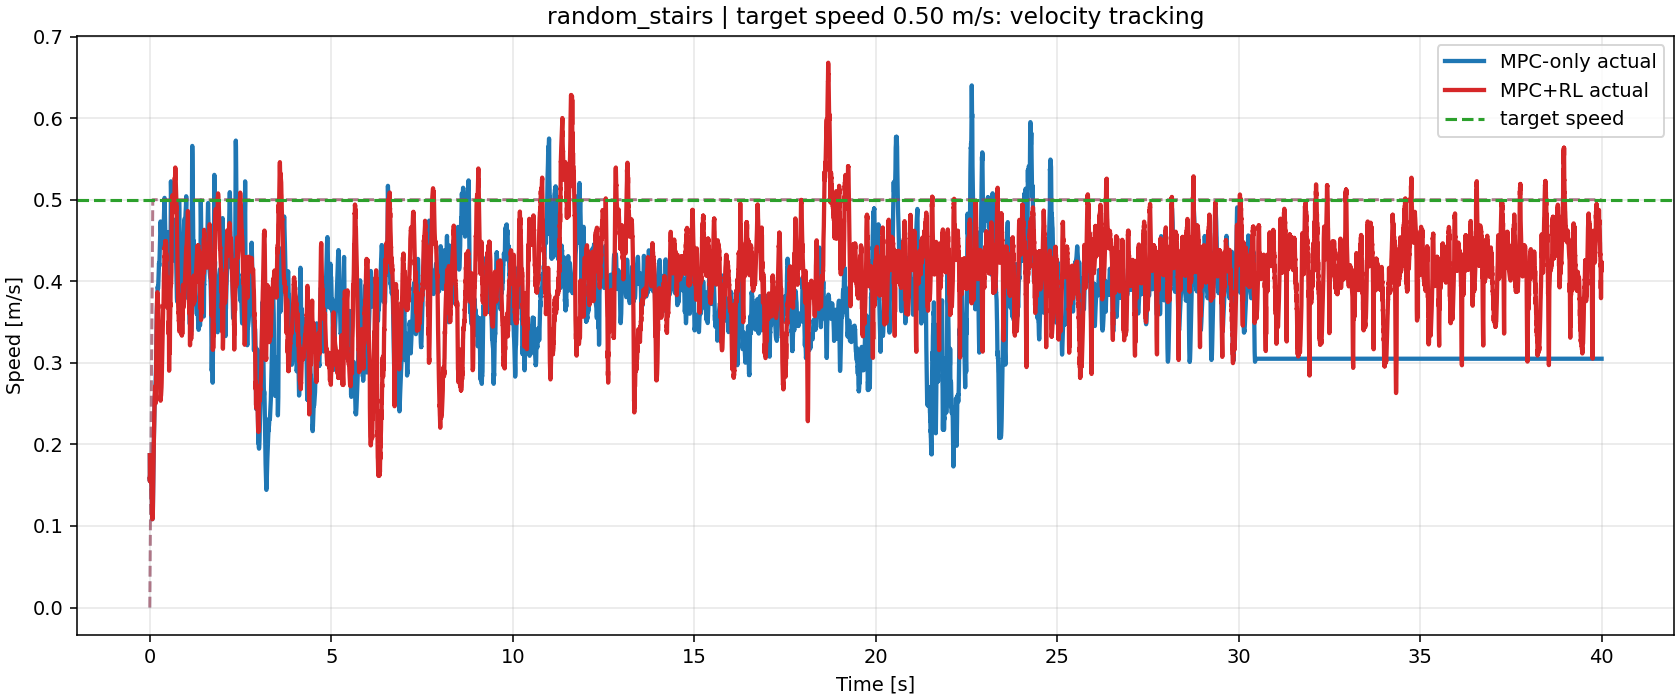 random_stairs | target speed 0.50 m/s: velocity tracking
MPC-only actual
MPC+RL actual
target speed
Speed [m/s]
0.7
0.6
0.5
0.4
0.3
0.2
0.1
0.0
0
5
10
15
20
25
30
35
40
Time [s]